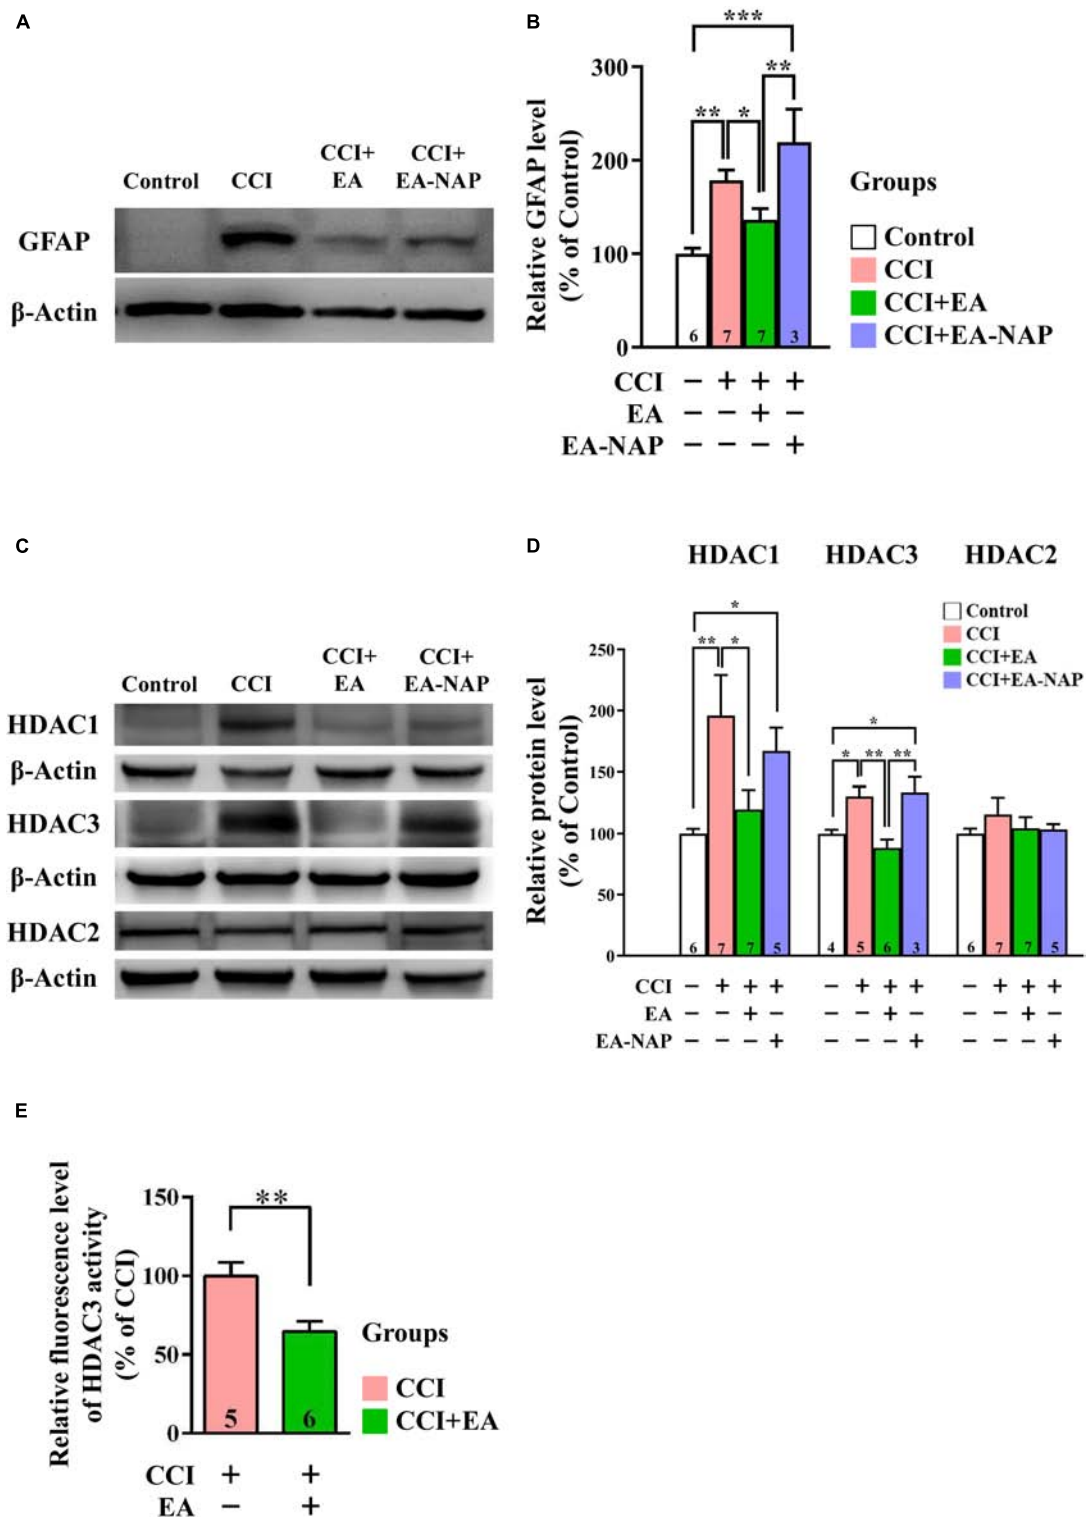 A
Control CCI CCI+ EA CCI+ EA-NAP
GFAP
β-Actin
B
Relative GFAP level
(% of Control)
300
200
100
0
***
**
** *
6 7 7 3
CCI − + + +
EA − − + −
EA-NAP − − − +
Groups
Control
CCI
CCI+EA
CCI+EA-NAP
C
Control CCI CCI+ EA CCI+ EA-NAP
HDAC1
β-Actin
HDAC3
β-Actin
HDAC2
β-Actin
D
HDAC1 HDAC3 HDAC2
Control
CCI
CCI+EA
CCI+EA-NAP
Relative protein level
(% of Control)
250
200
150
100
50
0
*
** *
*
* ** **
6 7 7 5 4 5 6 3 6 7 7 5
CCI − + + + − + + + − + + +
EA − − + − − − + − − − + −
EA-NAP − − − + − − − + − − − +
E
Relative fluorescence level
of HDAC3 activity
(% of CCI)
150
100
50
0
**
5 6
CCI + +
EA − +
Groups
CCI
CCI+EA